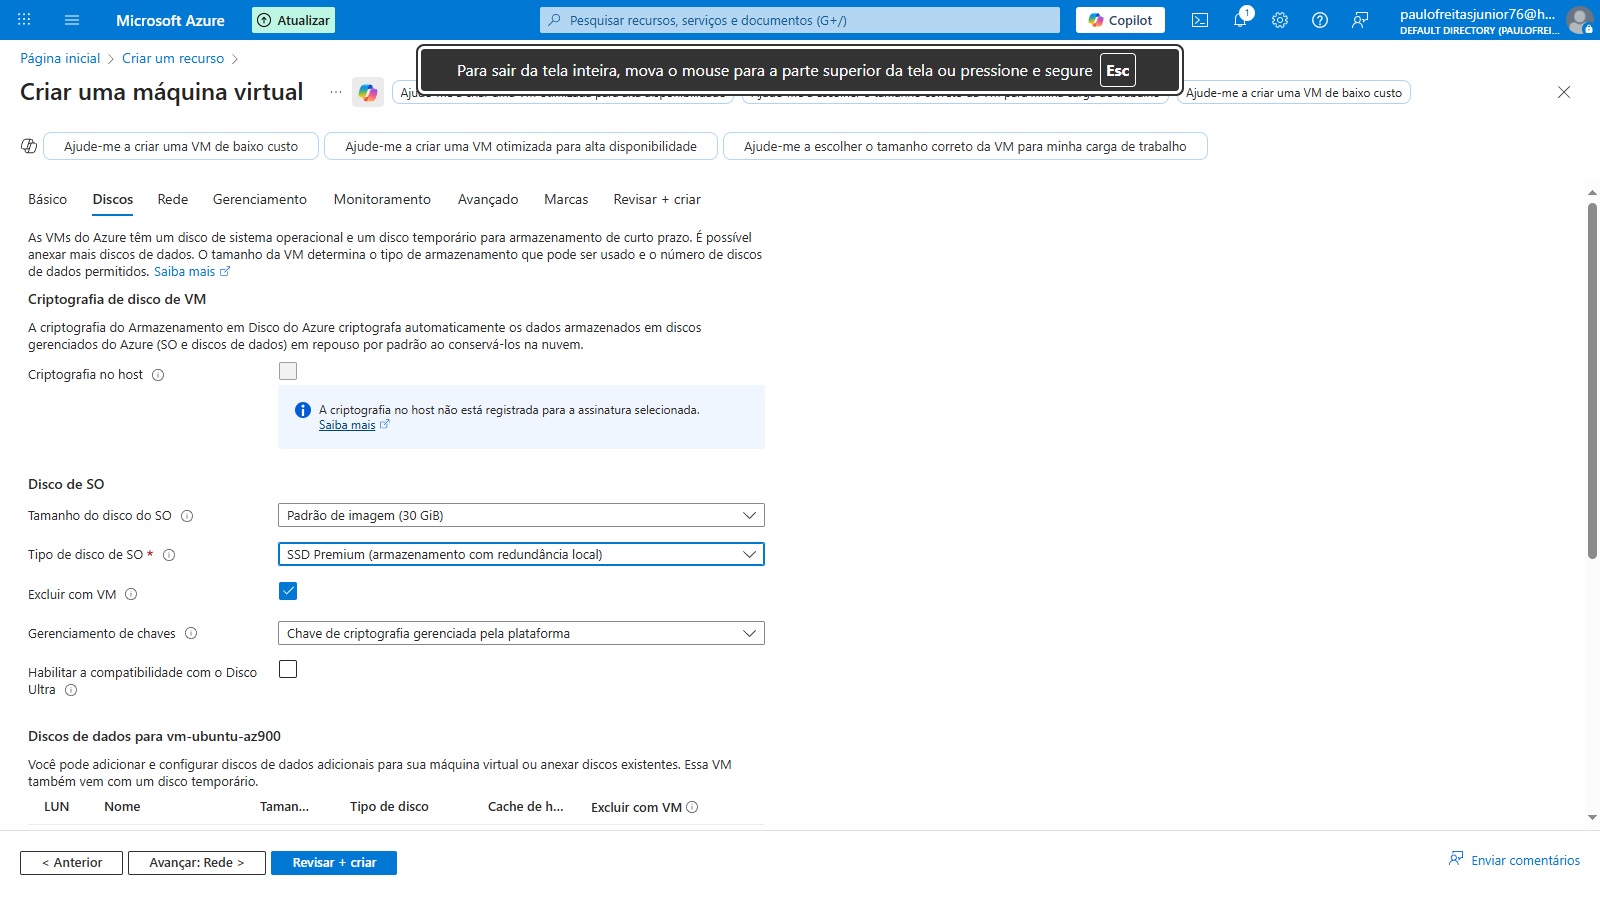 Microsoft Azure
Atualizar
Pesquisar recursos, serviços e documentos (G+/)
Copilot
1
paulofreitasjunior76@h...
DEFAULT DIRECTORY (PAULOFREI...
Página inicial > Criar um recurso >
Para sair da tela inteira, mova o mouse para a parte superior da tela ou pressione e segure Esc
Criar uma máquina virtual
...
Ajude-me a criar uma VM de baixo custo
Ajude-me a criar uma VM de baixo custo
Ajude-me a criar uma VM otimizada para alta disponibilidade
Ajude-me a escolher o tamanho correto da VM para minha carga de trabalho
Básico
Discos
Rede
Gerenciamento
Monitoramento
Avançado
Marcas
Revisar + criar
As VMs do Azure têm um disco de sistema operacional e um disco temporário para armazenamento de curto prazo. É possível
anexar mais discos de dados. O tamanho da VM determina o tipo de armazenamento que pode ser usado e o número de discos
de dados permitidos. Saiba mais
Criptografia de disco de VM
A criptografia do Armazenamento em Disco do Azure criptografa automaticamente os dados armazenados em discos
gerenciados do Azure (SO e discos de dados) em repouso por padrão ao conservá-los na nuvem.
Criptografia no host
A criptografia no host não está registrada para a assinatura selecionada.
Saiba mais
Disco de SO
Tamanho do disco do SO
Padrão de imagem (30 GiB)
Tipo de disco de SO *
SSD Premium (armazenamento com redundância local)
Excluir com VM
Gerenciamento de chaves
Chave de criptografia gerenciada pela plataforma
Habilitar a compatibilidade com o Disco
Ultra
Discos de dados para vm-ubuntu-az900
Você pode adicionar e configurar discos de dados adicionais para sua máquina virtual ou anexar discos existentes. Essa VM
também vem com um disco temporário.
LUN
Nome
Taman...
Tipo de disco
Cache de h...
Excluir com VM
< Anterior
Avançar: Rede >
Revisar + criar
Enviar comentários